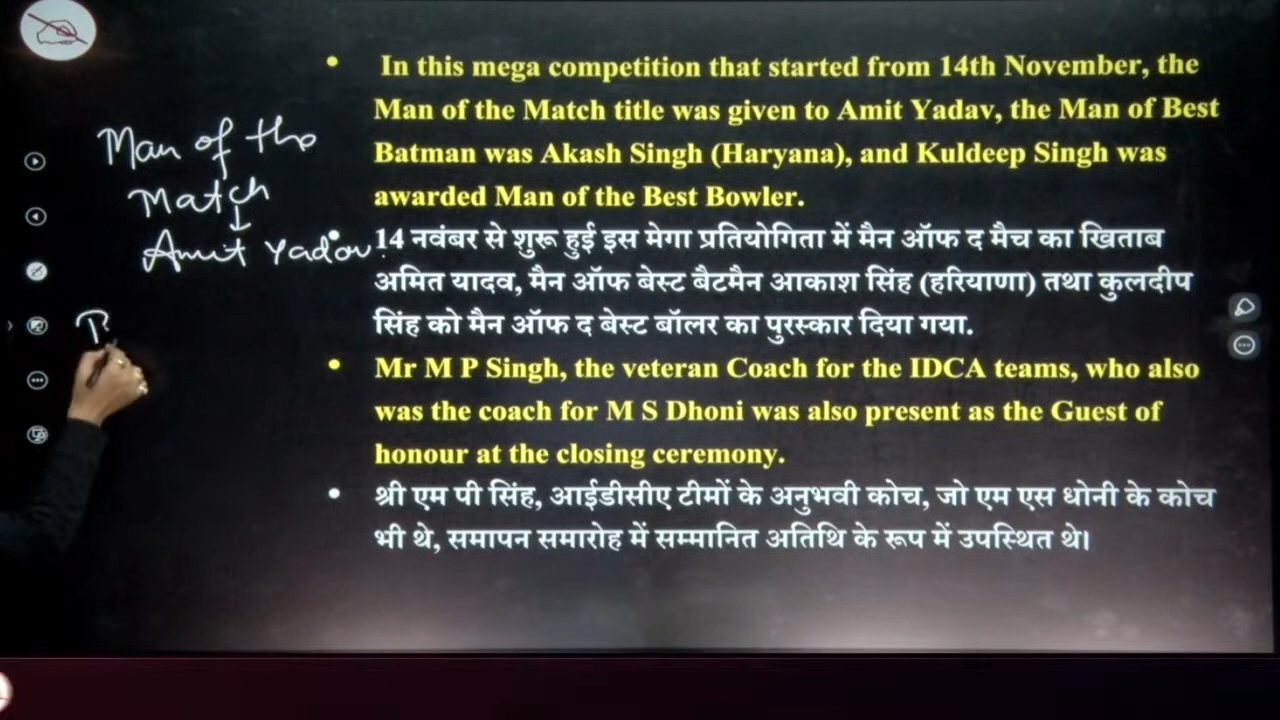 Man of the
Match
↓
Amit Yadav
• In this mega competition that started from 14th November, the
Man of the Match title was given to Amit Yadav, the Man of Best
Batman was Akash Singh (Haryana), and Kuldeep Singh was
awarded Man of the Best Bowler.
• 14 नवंबर से शुरू हुई इस मेगा प्रतियोगिता में मैन ऑफ द मैच का खिताब
अमित यादव, मैन ऑफ बेस्ट बैटमैन आकाश सिंह (हरियाणा) तथा कुलदीप
सिंह को मैन ऑफ द बेस्ट बॉलर का पुरस्कार दिया गया.
• Mr M P Singh, the veteran Coach for the IDCA teams, who also
was the coach for M S Dhoni was also present as the Guest of
honour at the closing ceremony.
• श्री एम पी सिंह, आईडीसीए टीमों के अनुभवी कोच, जो एम एस धोनी के कोच
भी थे, समापन समारोह में सम्मानित अतिथि के रूप में उपस्थित थे।